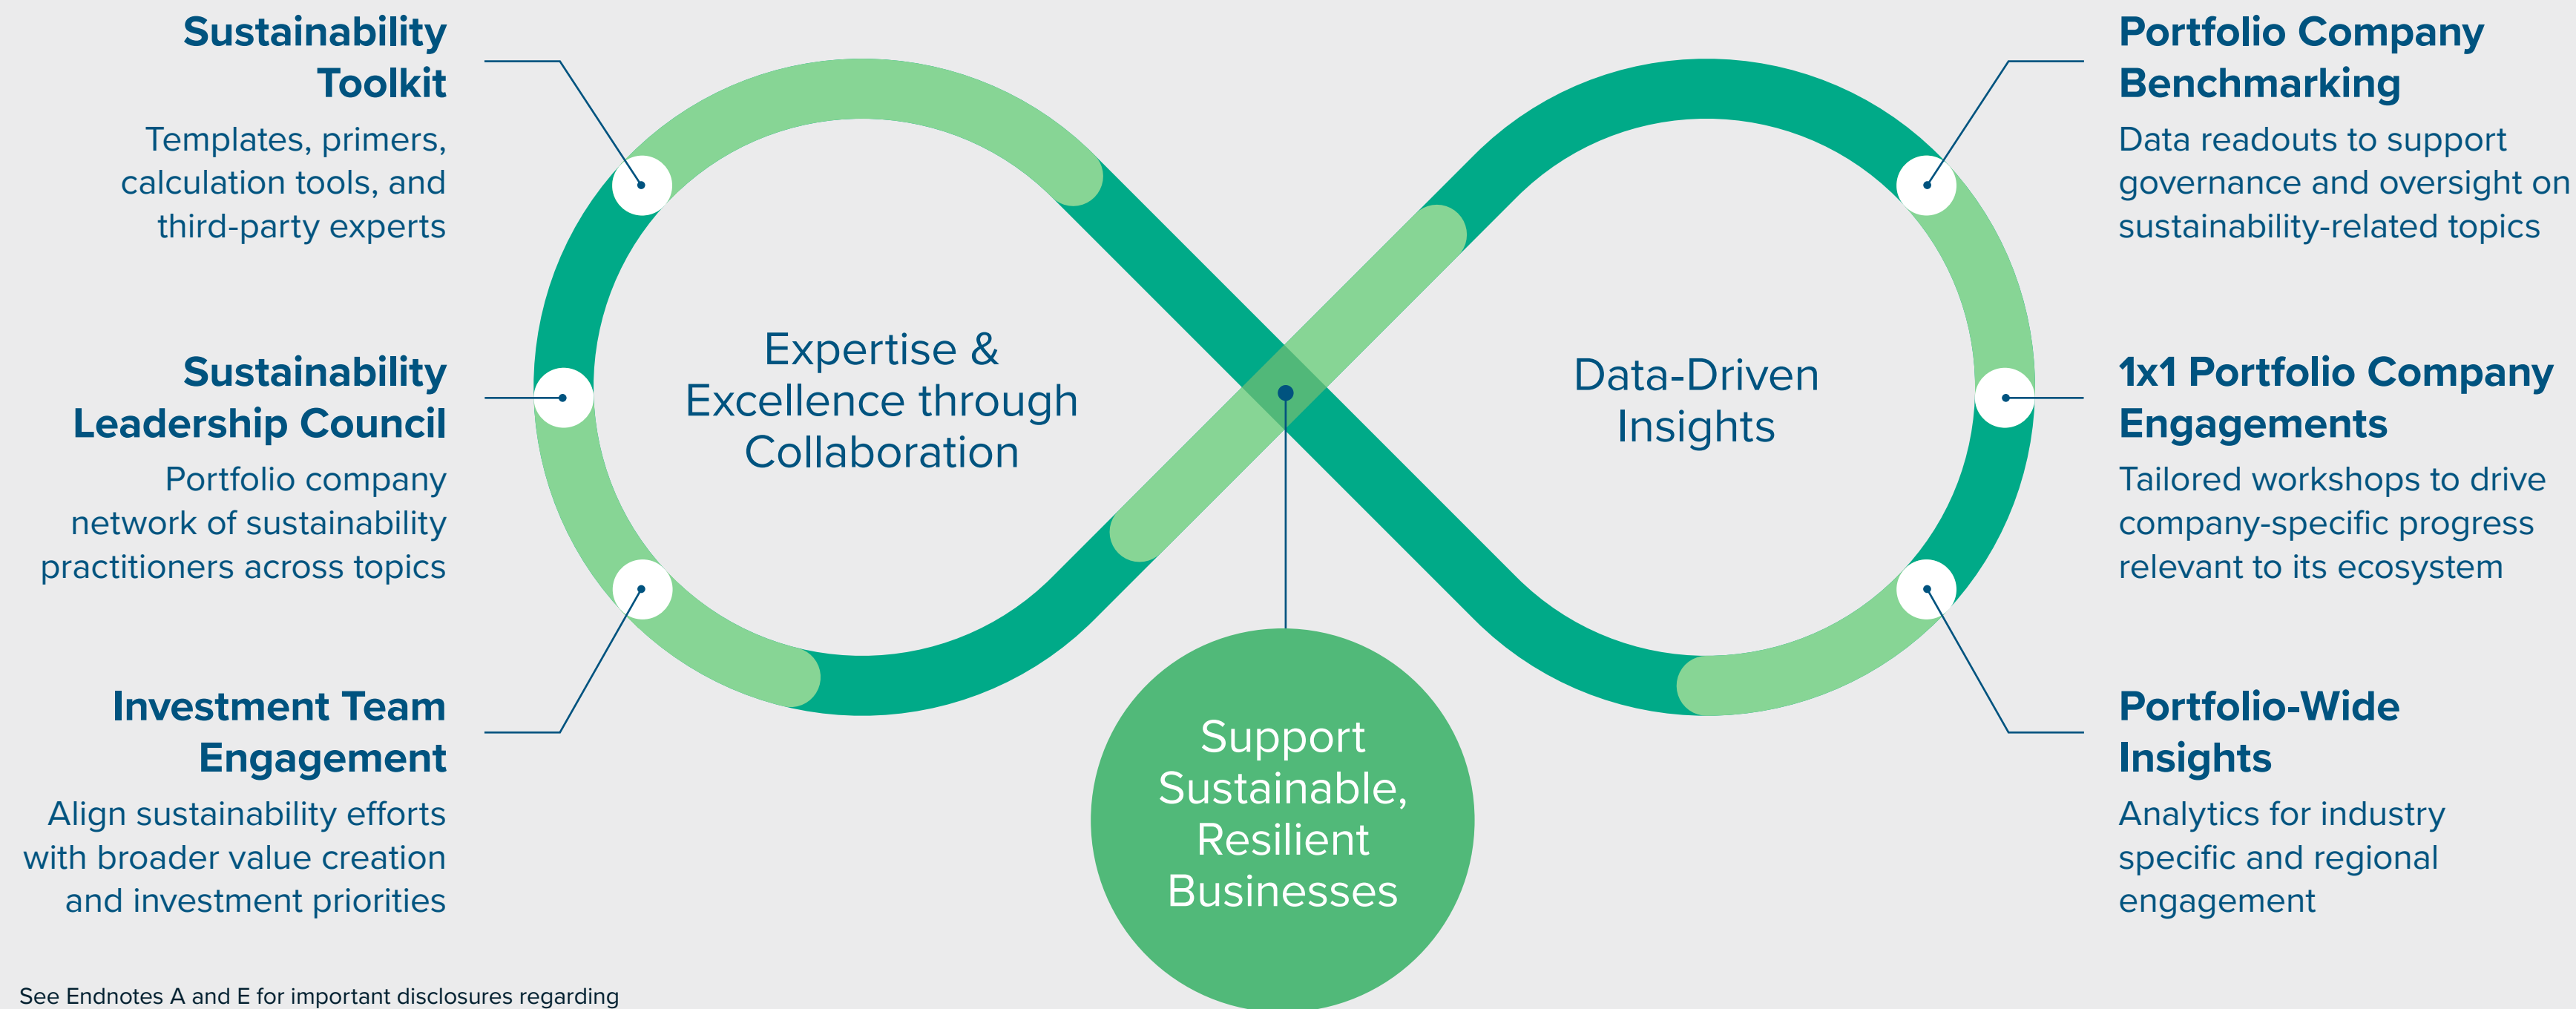 Sustainability
Toolkit
Templates, primers,
calculation tools, and
third-party experts
Sustainability
Leadership Council
Portfolio company
network of sustainability
practitioners across topics
Investment Team
Engagement
Align sustainability efforts
with broader value creation
and investment priorities
Expertise &
Excellence through
Collaboration
Support
Sustainable,
Resilient
Businesses
Data-Driven
Insights
Portfolio Company
Benchmarking
Data readouts to support
governance and oversight on
sustainability-related topics
1x1 Portfolio Company
Engagements
Tailored workshops to drive
company-specific progress
relevant to its ecosystem
Portfolio-Wide
Insights
Analytics for industry
specific and regional
engagement
See Endnotes A and E for important disclosures regarding